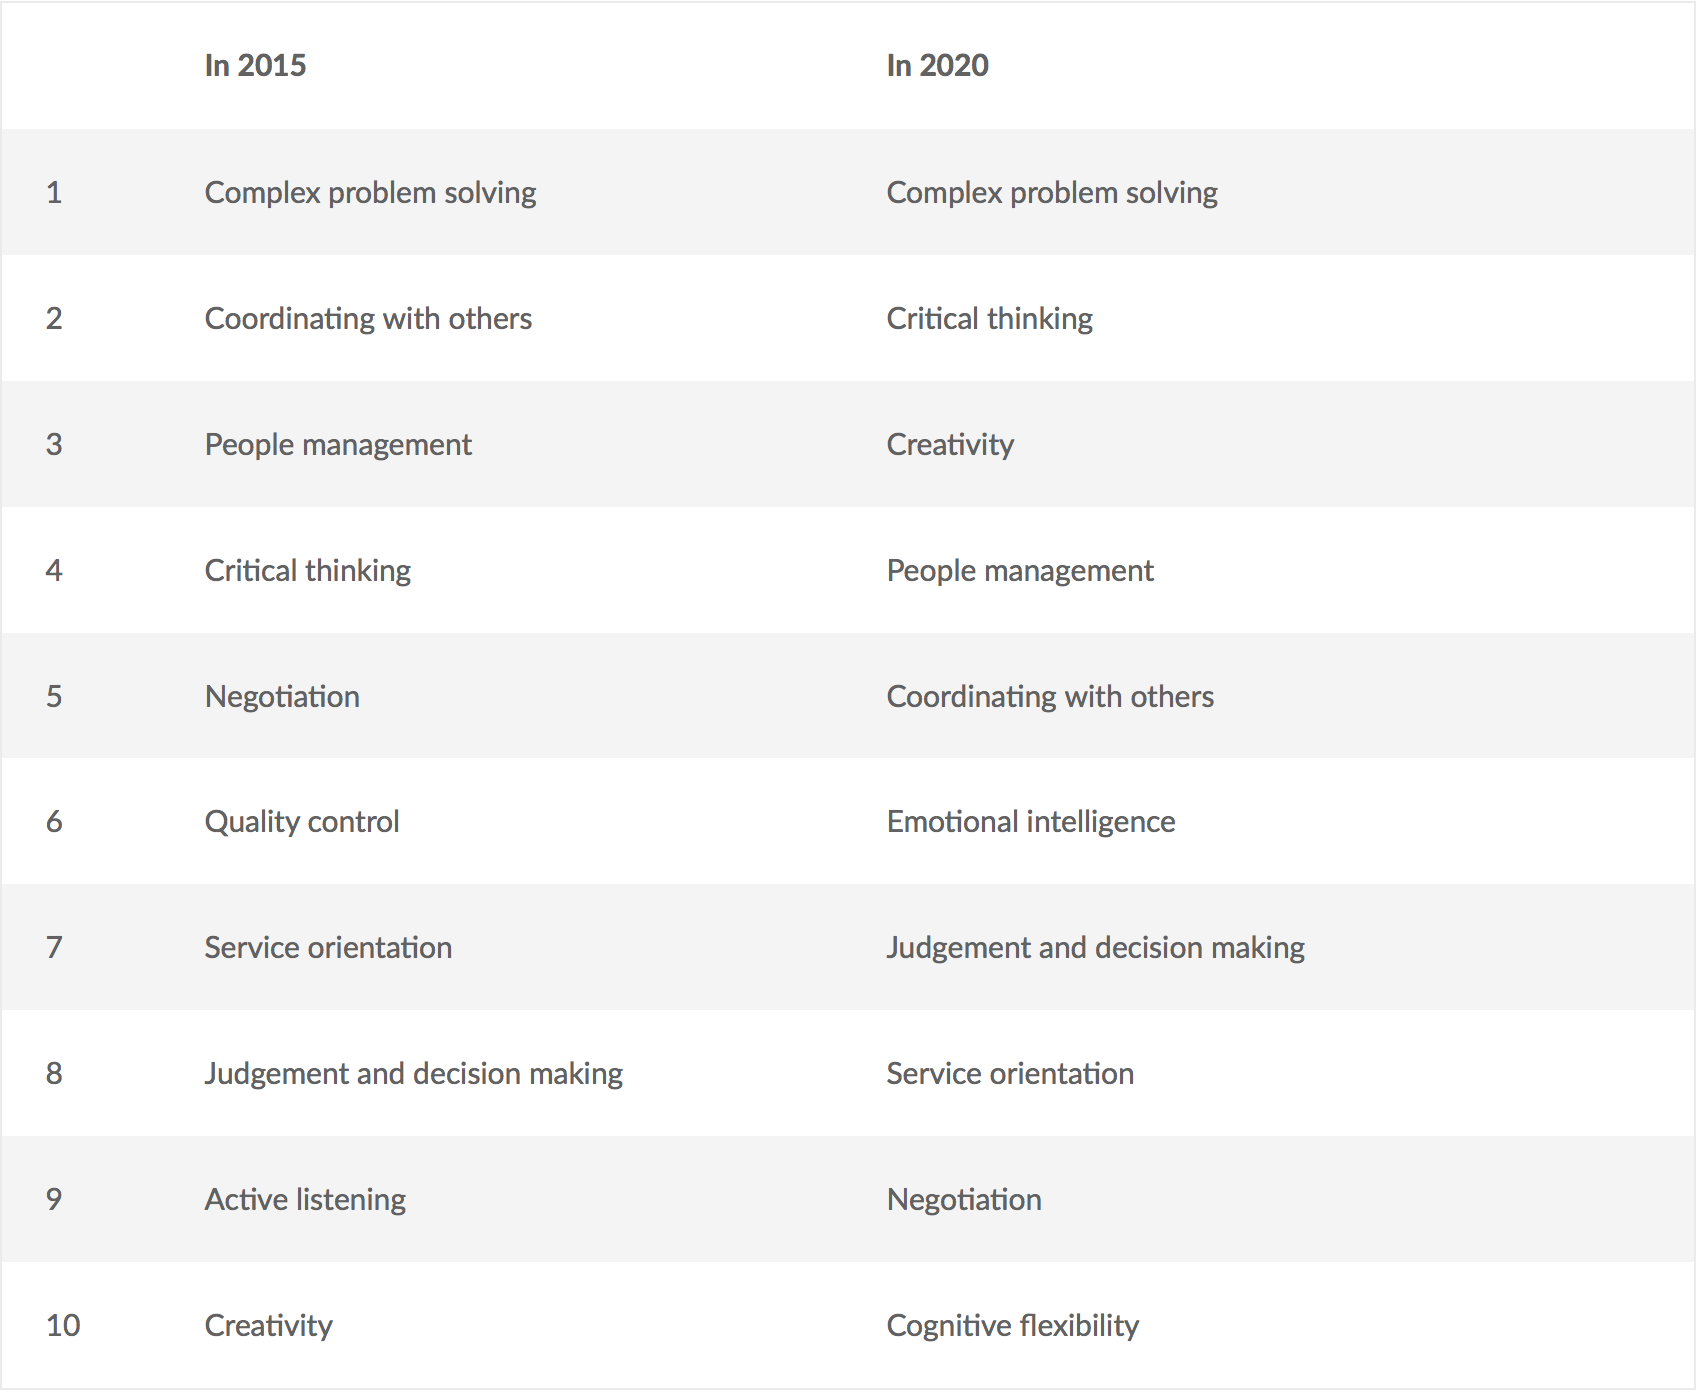 In 2015 In 2020
1 Complex problem solving Complex problem solving
2 Coordinating with others Critical thinking
3 People management Creativity
4 Critical thinking People management
5 Negotiation Coordinating with others
6 Quality control Emotional intelligence
7 Service orientation Judgement and decision making
8 Judgement and decision making Service orientation
9 Active listening Negotiation
10 Creativity Cognitive flexibility